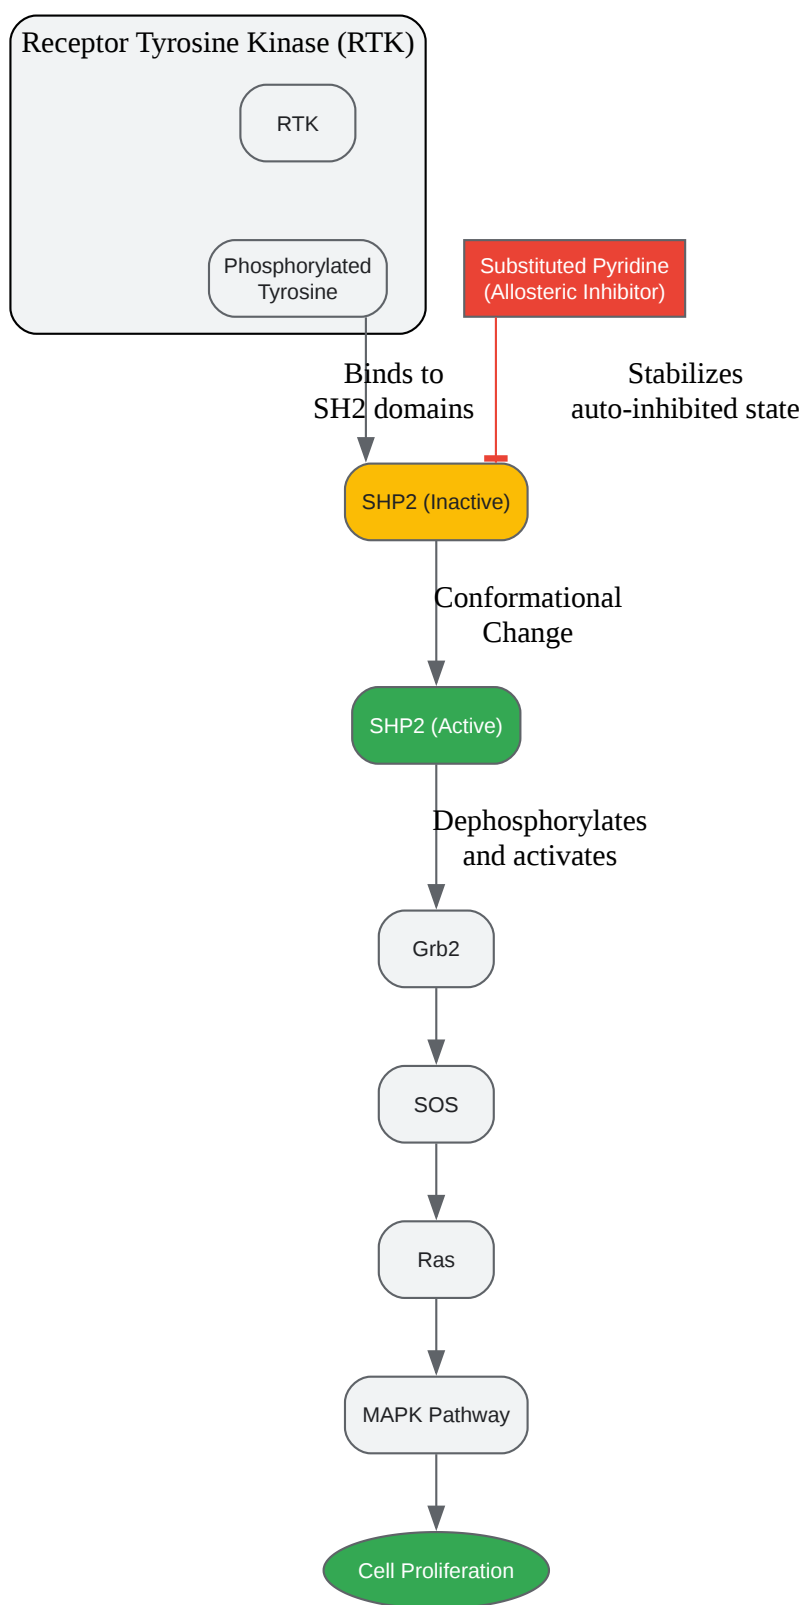 Receptor Tyrosine Kinase (RTK)
RTK
Phosphorylated
Tyrosine
Substituted Pyridine
(Allosteric Inhibitor)
Binds to
SH2 domains
Stabilizes
auto-inhibited state
SHP2 (Inactive)
Conformational
Change
SHP2 (Active)
Dephosphorylates
and activates
Grb2
SOS
Ras
MAPK Pathway
Cell Proliferation